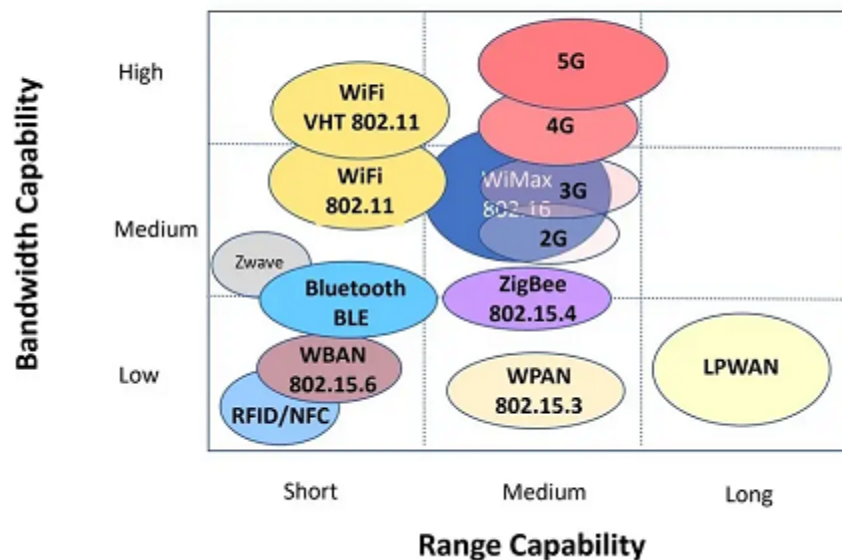 Bandwidth Capability
High
Medium
Low
5G
WiFi
VHT 802.11
4G
WiFi
802.11
WiMax
802.16
3G
2G
Zwave
Bluetooth
BLE
ZigBee
802.15.4
WBAN
802.15.6
WPAN
802.15.3
LPWAN
RFID/NFC
Short
Medium
Long
Range Capability